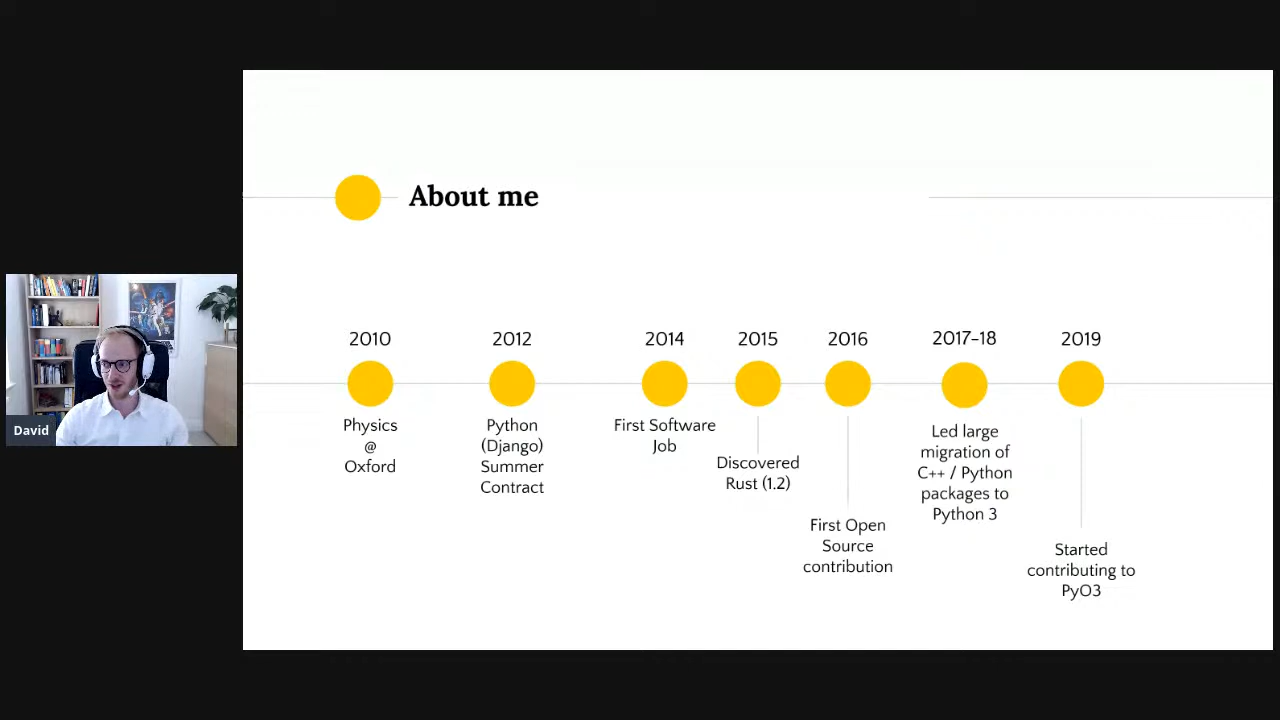 About me
2010
2012
2014
2015
2016
2017-18
2019
Physics
@
Oxford
Python
(Django)
Summer
Contract
First Software
Job
Discovered
Rust (1.2)
First Open
Source
contribution
Led large
migration of
C++ / Python
packages to
Python 3
Started
contributing to
PyO3
David